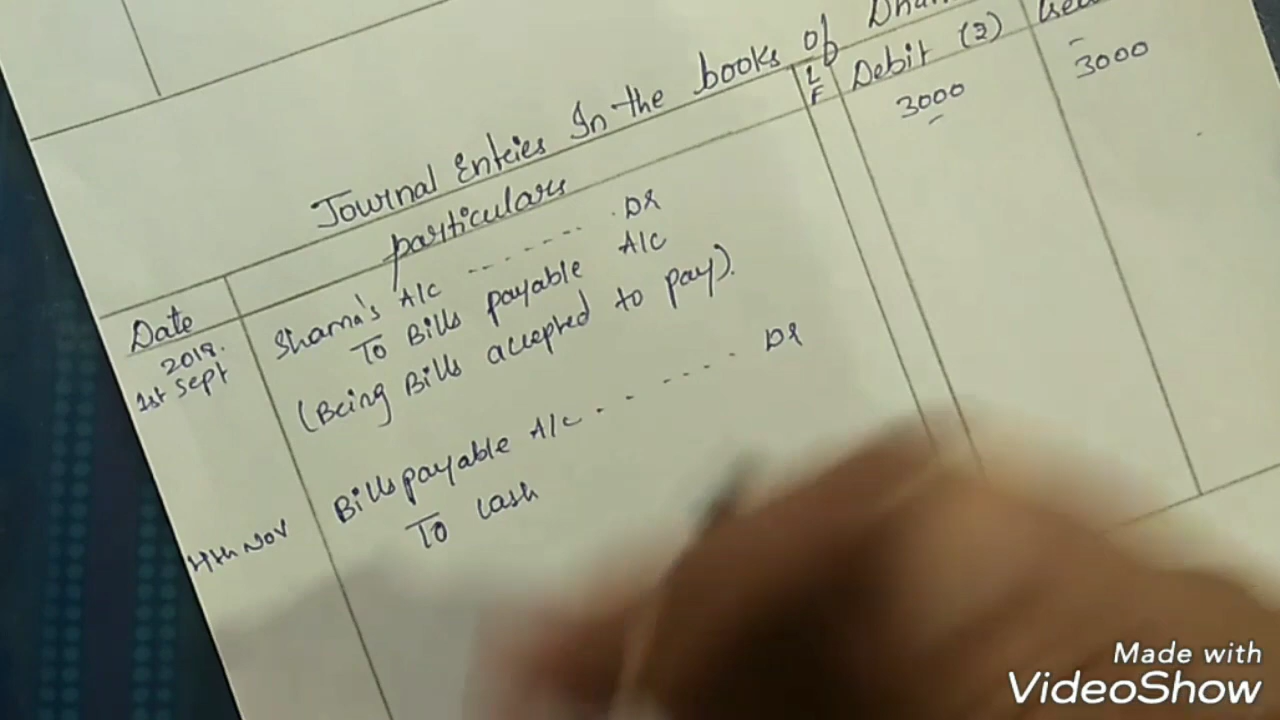 Journal Entries In the books of
Date particulars L F Debit (₹)
2018.
1st Sept Sharma's A/c ------- DR 3000 3000
To Bills payable A/c
(Being Bills accepted to pay).
4th Nov Bills payable A/c ------ DR
To cash
Made with
VideoShow